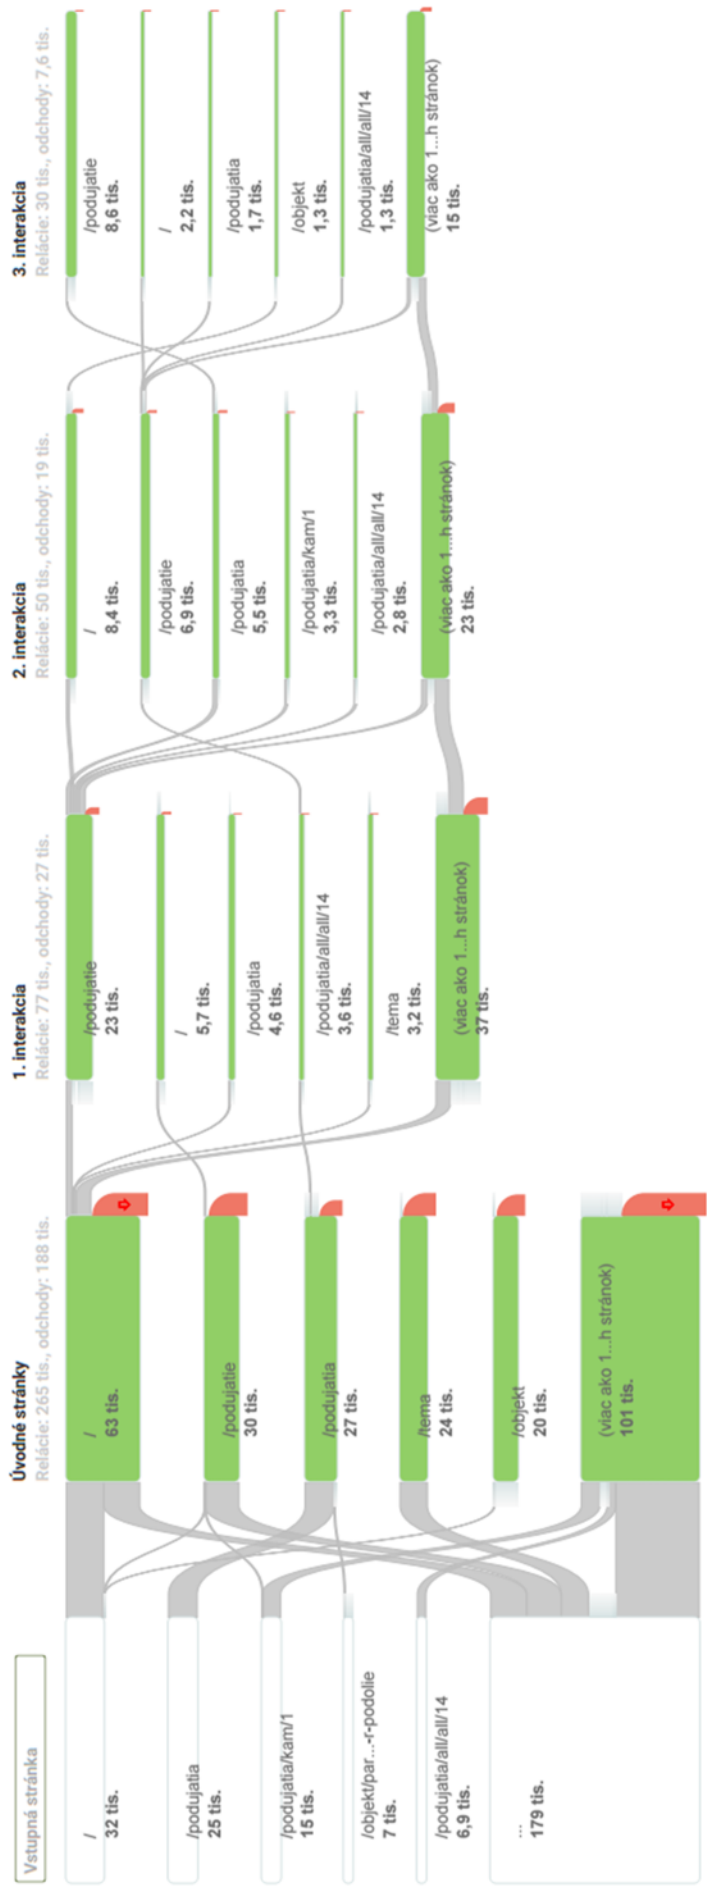 Vstupná stránka
/
32 tis.
/podujatia
25 tis.
/podujatia/kam/1
15 tis.
/objekt/par...-r-podolie
7 tis.
/podujatia/all/all/14
6,9 tis.
...
179 tis.
Úvodné stránky
Relácie: 265 tis., odchody: 188 tis.
/
63 tis.
/podujatie
30 tis.
/podujatia
27 tis.
/tema
24 tis.
/objekt
20 tis.
(viac ako 1...h stránok)
101 tis.
1. interakcia
Relácie: 77 tis., odchody: 27 tis.
/podujatie
23 tis.
/
5,7 tis.
/podujatia
4,6 tis.
/podujatia/all/all/14
3,6 tis.
/tema
3,2 tis.
(viac ako 1...h stránok)
37 tis.
2. interakcia
Relácie: 50 tis., odchody: 19 tis.
/
8,4 tis.
/podujatie
6,9 tis.
/podujatia
5,5 tis.
/podujatia/kam/1
3,3 tis.
/podujatia/all/all/14
2,8 tis.
(viac ako 1...h stránok)
23 tis.
3. interakcia
Relácie: 30 tis., odchody: 7,6 tis.
/podujatie
8,6 tis.
/
2,2 tis.
/podujatia
1,7 tis.
/objekt
1,3 tis.
/podujatia/all/all/14
1,3 tis.
(viac ako 1...h stránok)
15 tis.